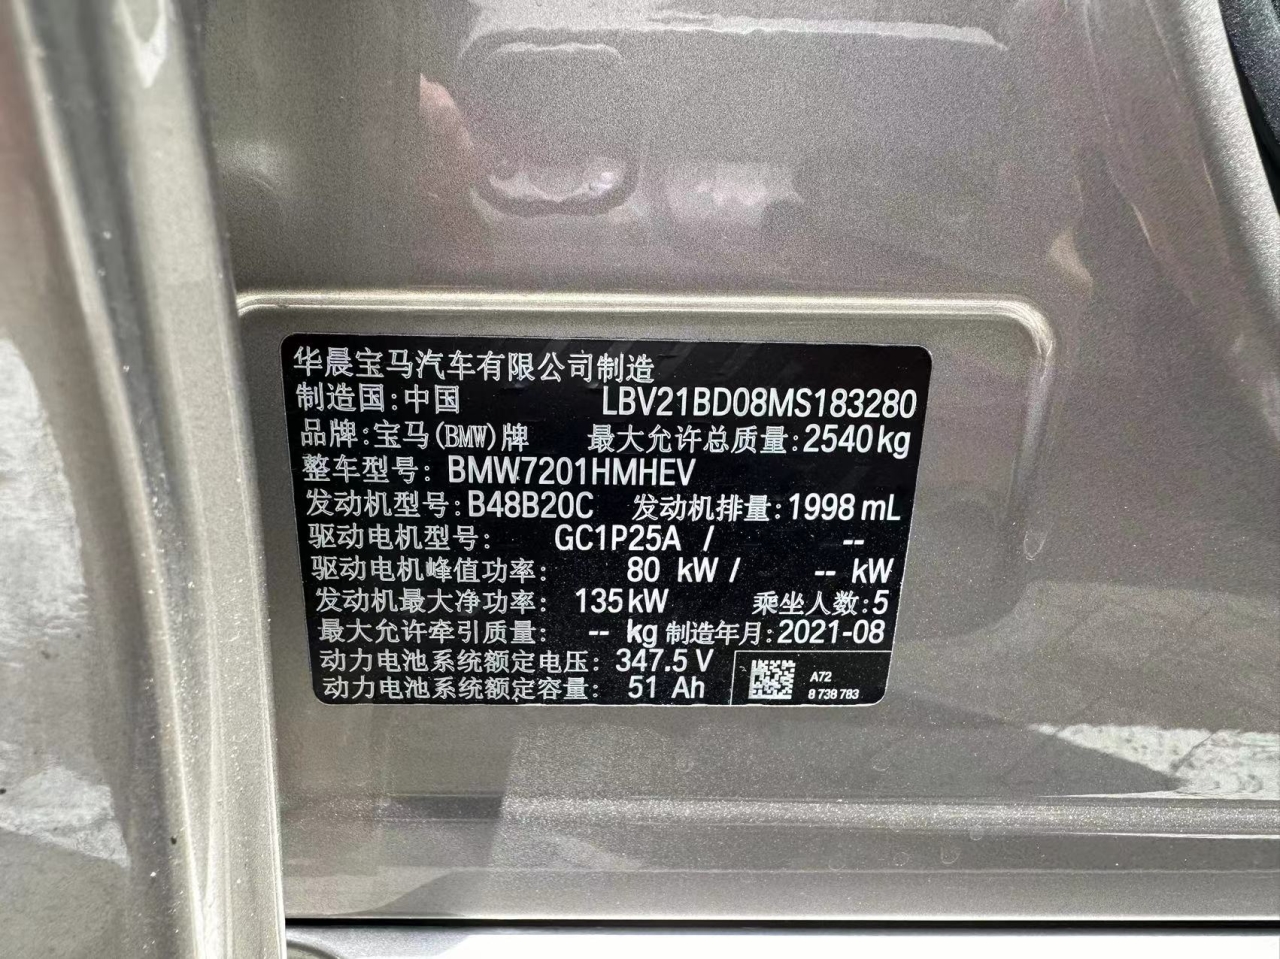 华晨宝马汽车有限公司制造
制造国:中国 LBV21BD08MS183280
品牌:宝马(BMW)牌 最大允许总质量:2540kg
整车型号: BMW7201HMHEV
发动机型号:B48B20C 发动机排量:1998 mL
驱动电机型号: GC1P25A / --
驱动电机峰值功率: 80 kW / -- kW
发动机最大净功率: 135kW 乘坐人数:5
最大允许牵引质量: -- kg 制造年月:2021-08
动力电池系统额定电压: 347.5 V
动力电池系统额定容量: 51 Ah
A72
8 738 783